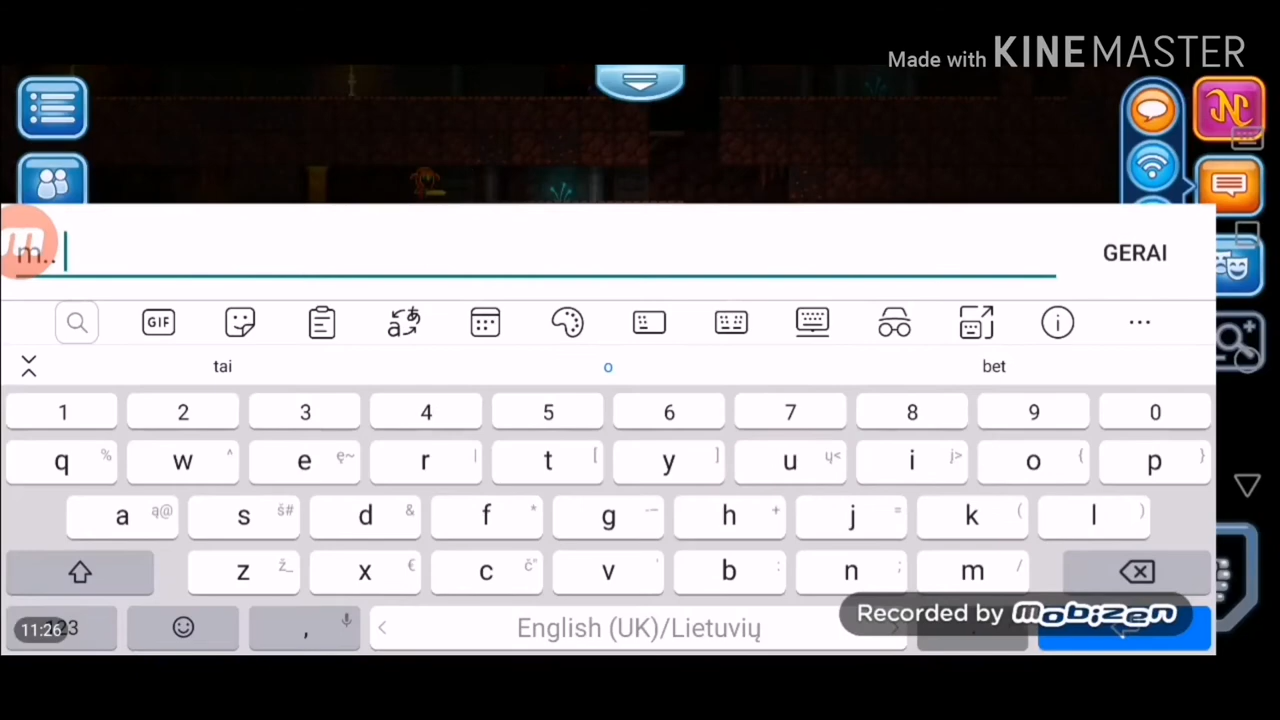 Made with KINEMASTER
m..
GERAI
GIF
tai o bet
1 2 3 4 5 6 7 8 9 0
q % w ^ e ę~ r | t [ y ] u ų< i į> o { p }
a ą@ s š# d & f * g -– h + j = k ( l )
z ž_ x € c č" v ' b : n ; m /
11:26
, English (UK)/Lietuvių
Recorded by mobizen